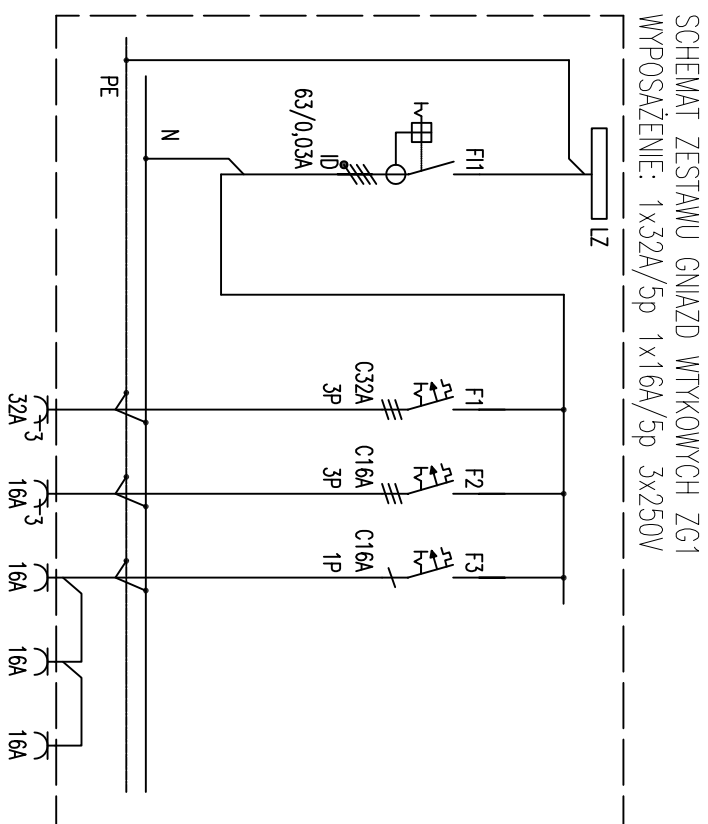 SCHEMAT ZESTAWU GNIAZD WTYKOWYCH ZG1
WYPOSAŻENIE: 1x32A/5p 1x16A/5p 3x250V
LZ
FI1
ID
63/0,03A
N
PE
F1
C32A
3P
F2
C16A
3P
F3
C16A
1P
32A
3
16A
3
16A
16A
16A